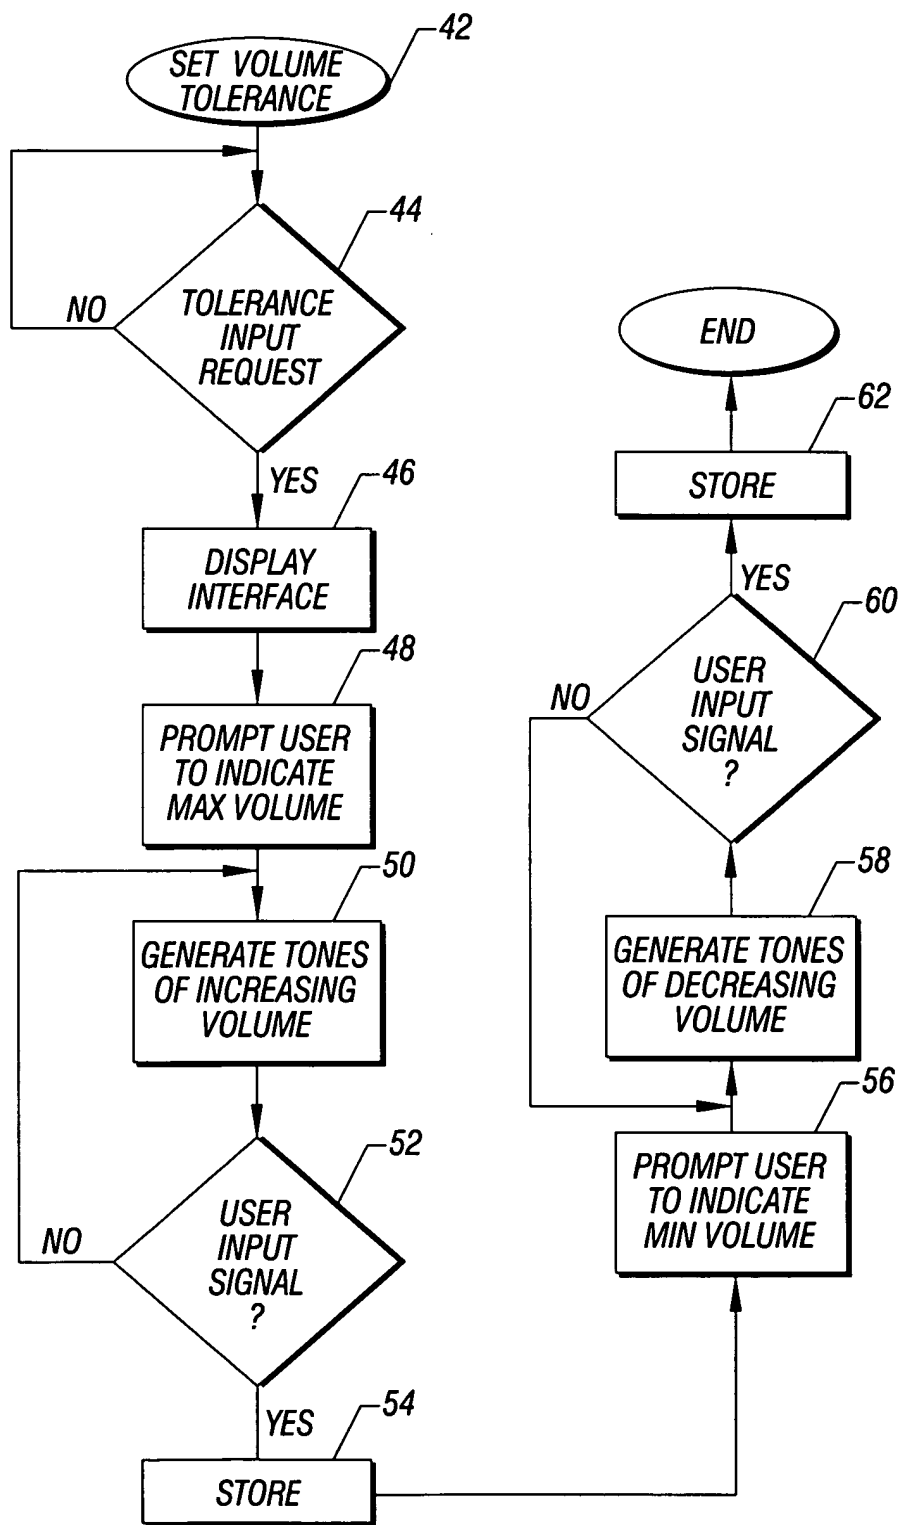 42
SET VOLUME
TOLERANCE
44
NO
TOLERANCE
INPUT
REQUEST
YES
46
DISPLAY
INTERFACE
48
PROMPT USER
TO INDICATE
MAX VOLUME
50
GENERATE TONES
OF INCREASING
VOLUME
52
NO
USER
INPUT
SIGNAL
?
YES
54
STORE
56
PROMPT USER
TO INDICATE
MIN VOLUME
58
GENERATE TONES
OF DECREASING
VOLUME
60
NO
USER
INPUT
SIGNAL
?
YES
62
STORE
END